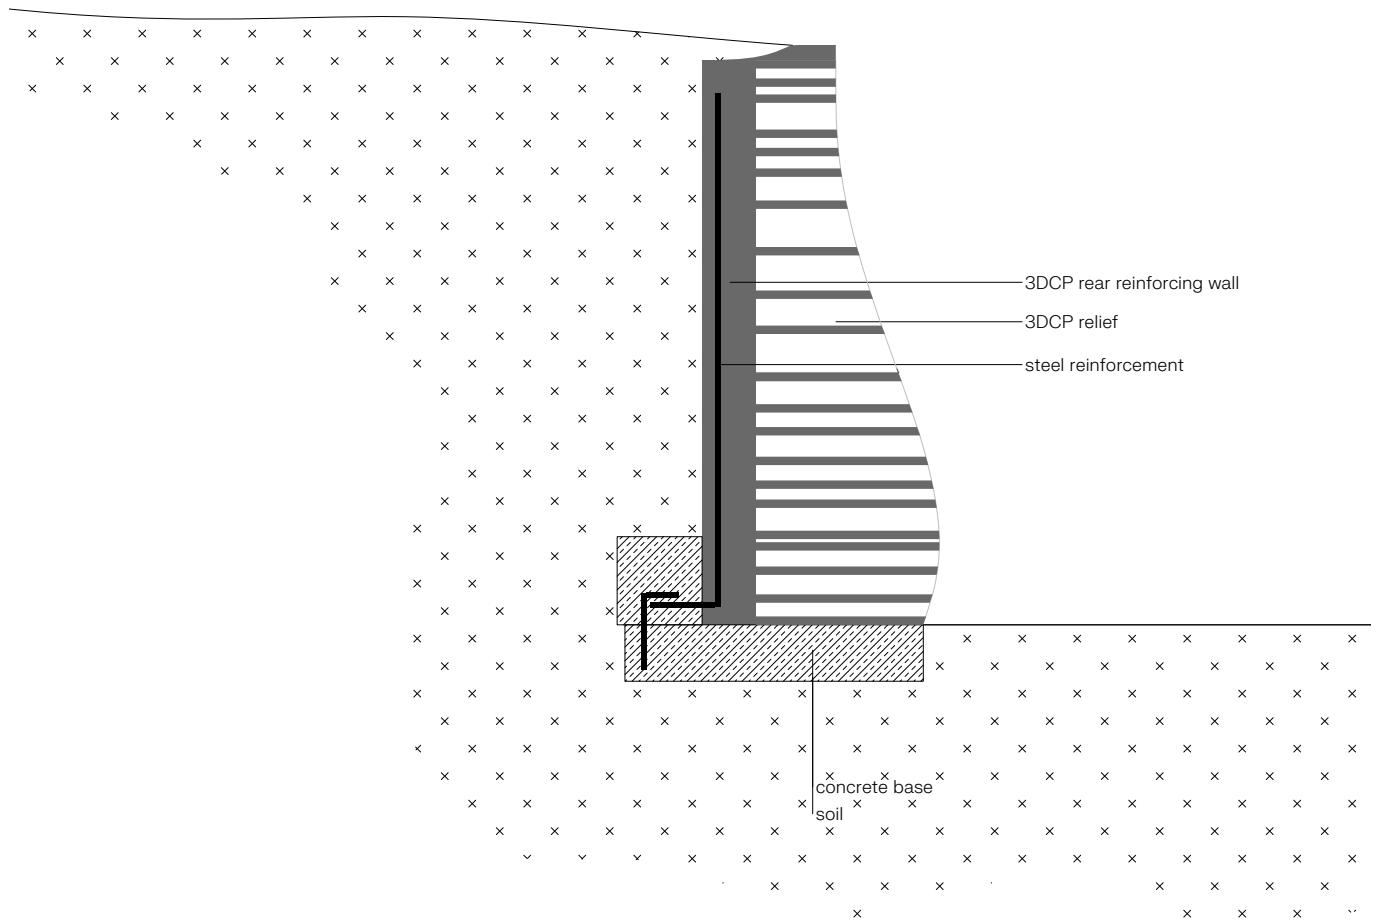 3DCP rear reinforcing wall
3DCP relief
steel reinforcement
concrete base
soil